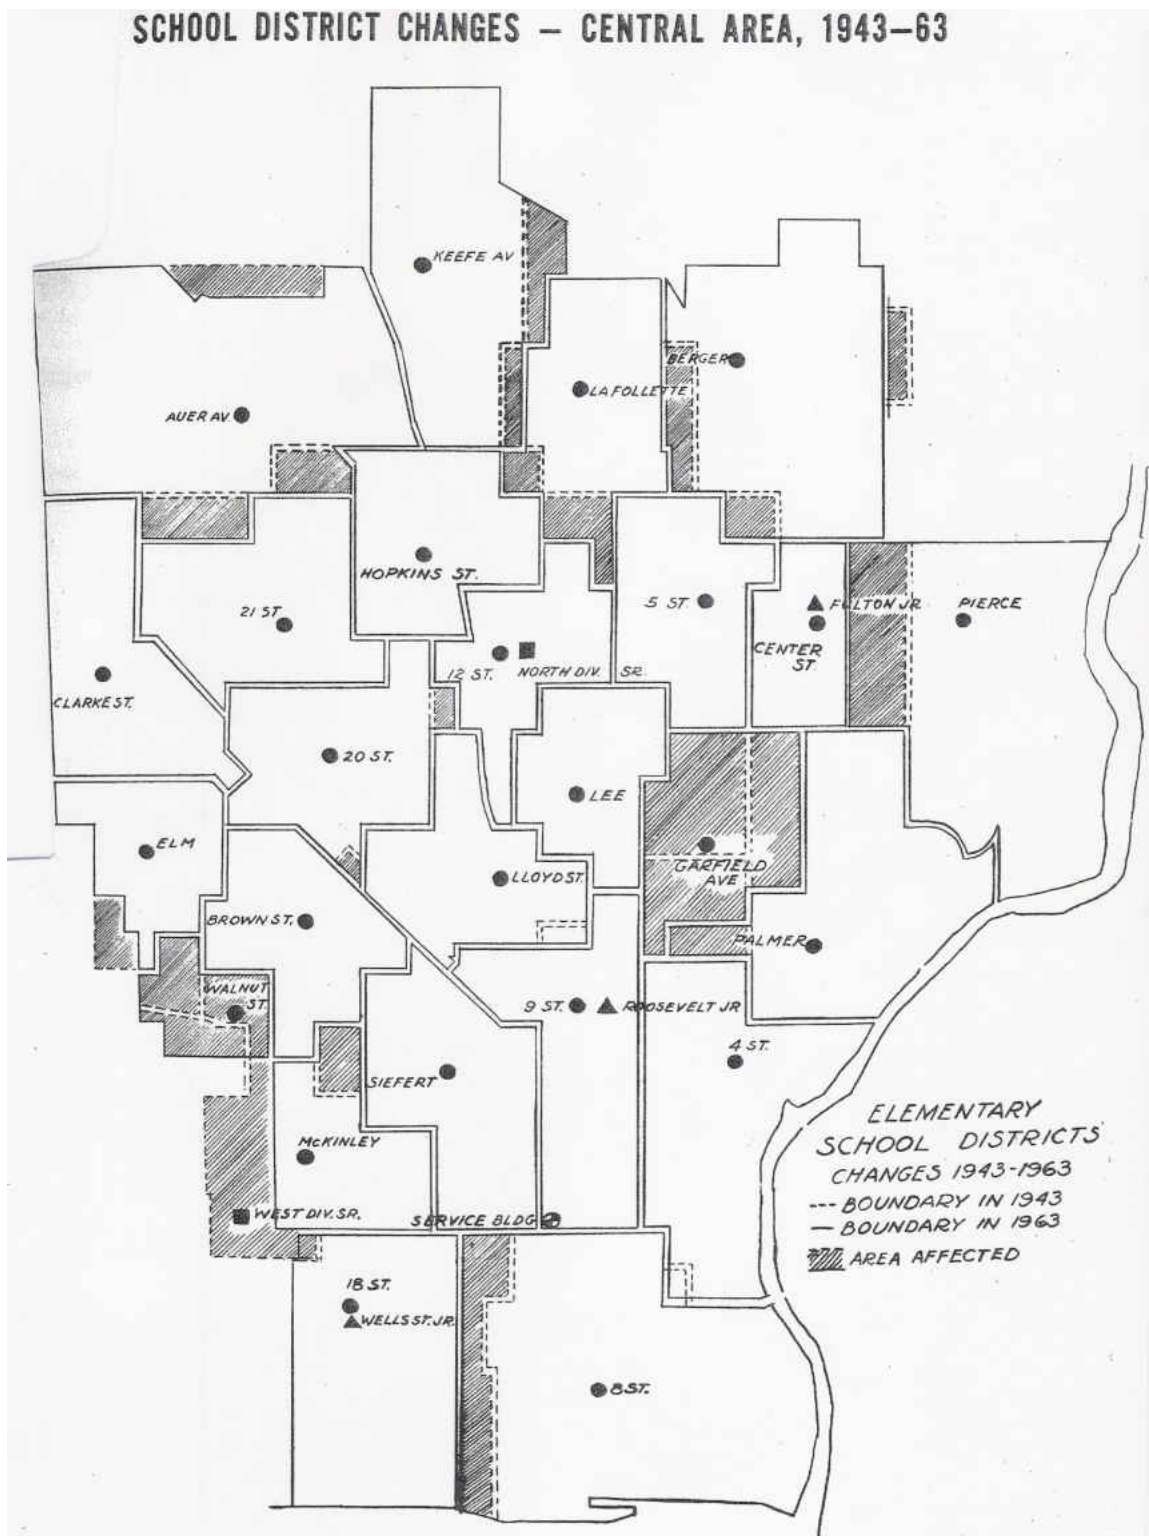 SCHOOL DISTRICT CHANGES — CENTRAL AREA, 1943—63
KEEFE AV
BERGER
LA FOLLETTE
AUER AV.
HOPKINS ST.
21 ST.
5 ST.
FULTON JR
PIERCE
CENTER
ST.
12 ST.
NORTH DIV. SR.
CLARKE ST.
20 ST.
LEE
ELM
GARFIELD
AVE
LLOYD ST.
BROWN ST.
PALMER
WALNUT
ST.
9 ST.
ROOSEVELT JR
4 ST.
SIEFERT
McKINLEY
WEST DIV. SR.
SERVICE BLDG
18 ST.
WELLS ST. JR.
8 ST.
ELEMENTARY
SCHOOL DISTRICTS
CHANGES 1943-1963
--- BOUNDARY IN 1943
— BOUNDARY IN 1963
AREA AFFECTED